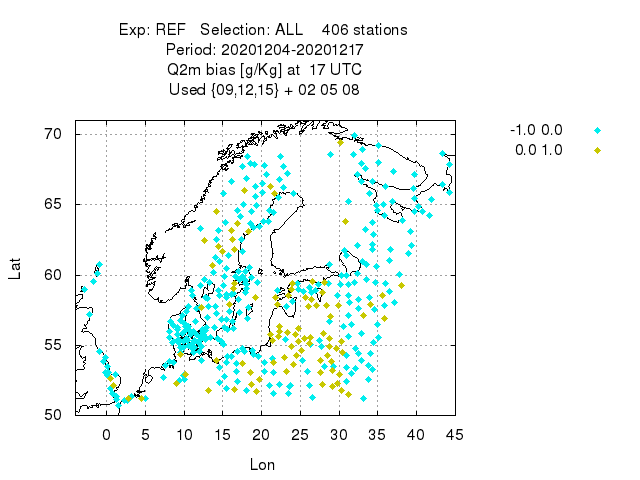 Exp: REF Selection: ALL 406 stations
Period: 20201204-20201217
Q2m bias [g/Kg] at 17 UTC
Used {09,12,15} + 02 05 08
-1.0 0.0
0.0 1.0
70
65
60
55
50
Lat
0 5 10 15 20 25 30 35 40 45
Lon